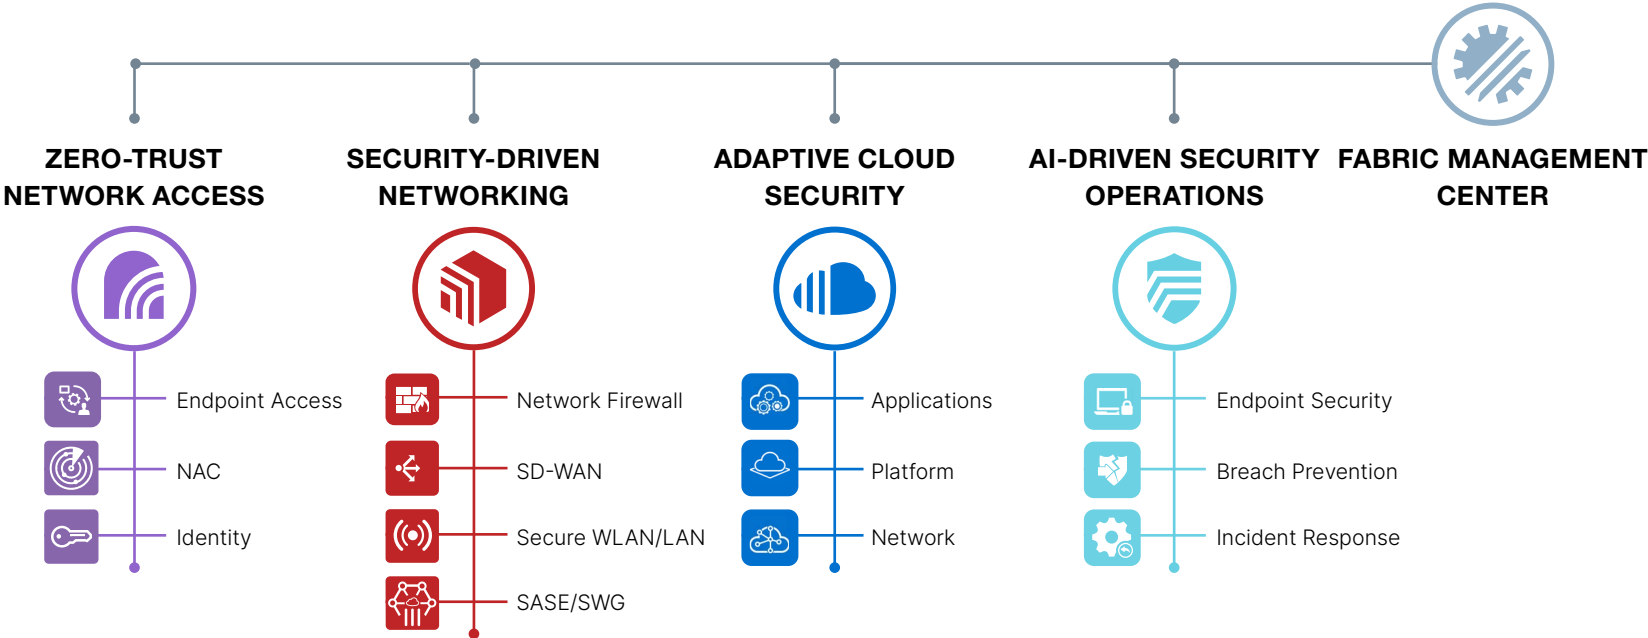 ZERO-TRUST
NETWORK ACCESS
SECURITY-DRIVEN
NETWORKING
ADAPTIVE CLOUD
SECURITY
AI-DRIVEN SECURITY
OPERATIONS
FABRIC MANAGEMENT
CENTER
Endpoint Access
NAC
Identity
Network Firewall
SD-WAN
Secure WLAN/LAN
SASE/SWG
Applications
Platform
Network
Endpoint Security
Breach Prevention
Incident Response